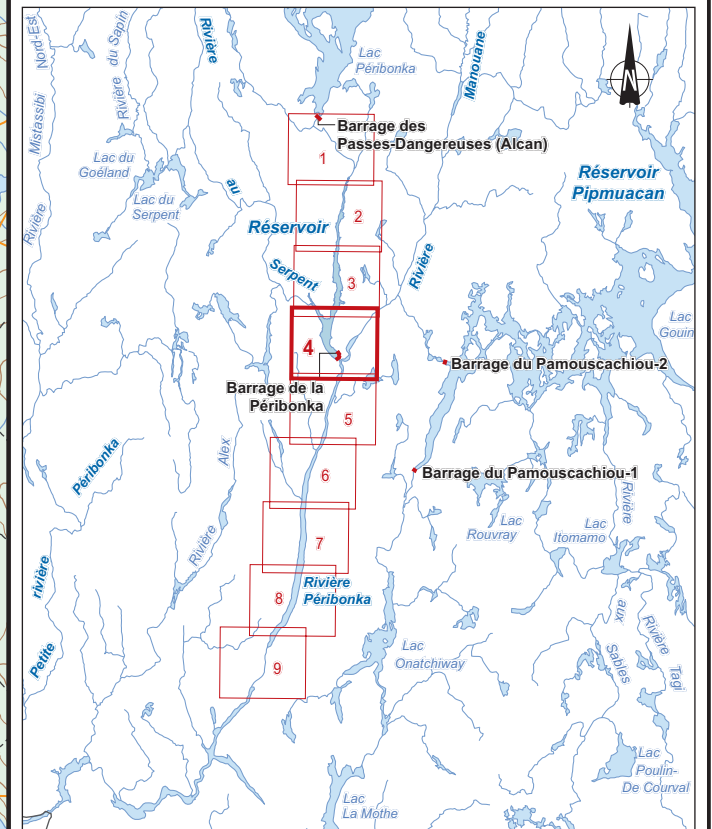 Rivière
Mistassibi Nord-Est
Rivière du Sapin
Rivière
au
Serpent
Lac
Péribonka
Manouane
Rivière
N
Barrage des
Passes-Dangereuses (Alcan)
Lac du
Goéland
Lac du
Serpent
Réservoir
Réservoir
Pipmuacan
Lac
Gouin
1
2
3
4
Barrage de la
Péribonka
5
6
7
8
9
Barrage du Pamouscachiou-2
Barrage du Pamouscachiou-1
Petite
rivière
Péribonka
Rivière
Alex
Lac
Rouvray
Lac
Itomamo
Rivière
aux
Sables
Rivière
Tagi
Rivière
Péribonka
Lac
Onatchiway
Lac
Poulin-
De Courval
Lac
La Mothe